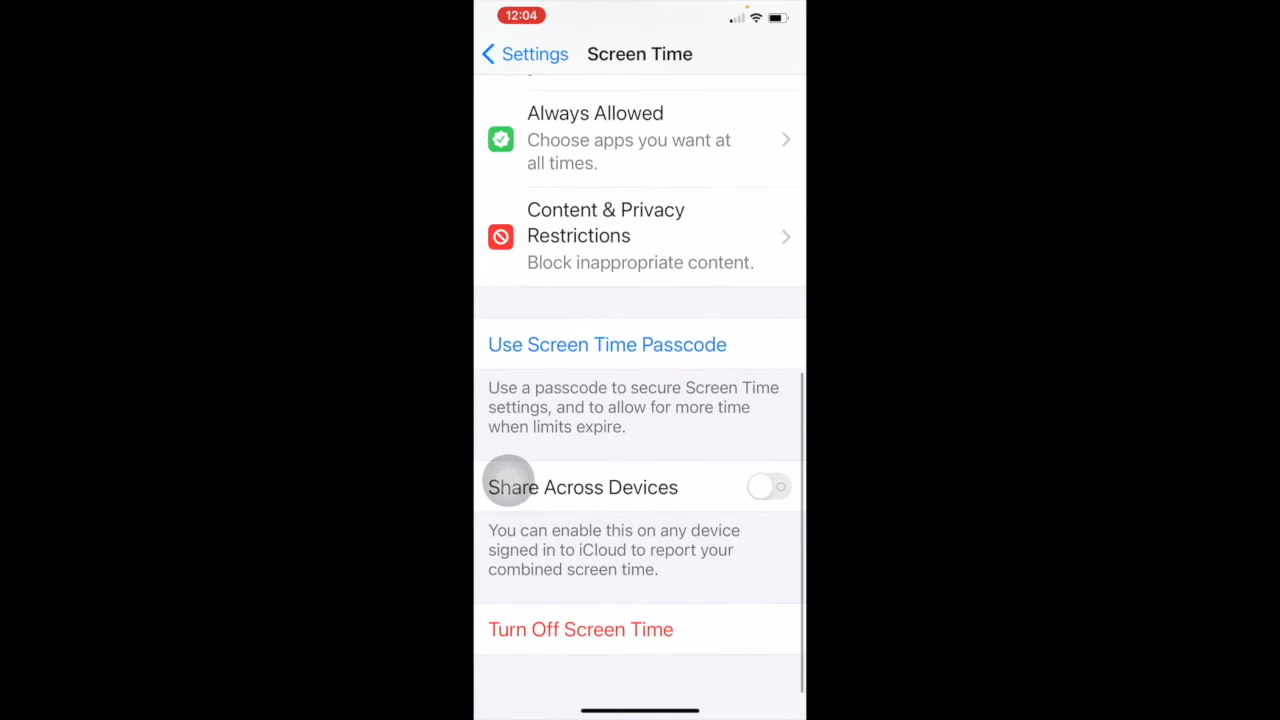 12:04
Settings
Screen Time
Always Allowed
Choose apps you want at
all times.
Content & Privacy
Restrictions
Block inappropriate content.
Use Screen Time Passcode
Use a passcode to secure Screen Time
settings, and to allow for more time
when limits expire.
Share Across Devices
You can enable this on any device
signed in to iCloud to report your
combined screen time.
Turn Off Screen Time